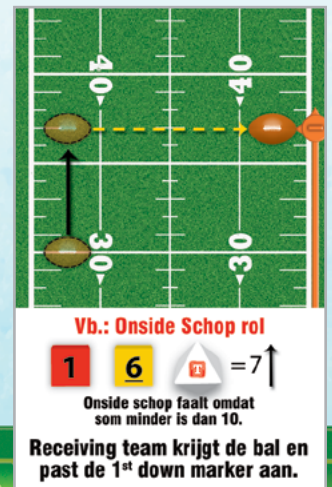 40 40
30 30
Vb.: Onside Schop rol
1 6 T =7
Onside schop faalt omdat
som minder is dan 10.
Receiving team krijgt de bal en
past de 1st down marker aan.